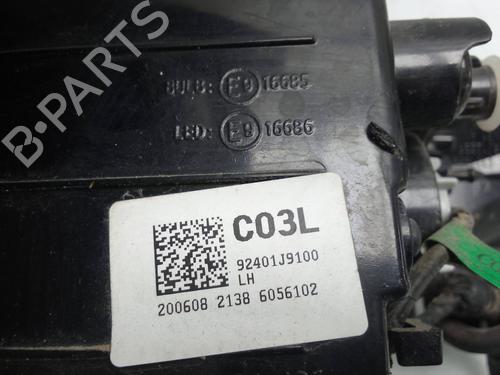 BULB: E9 16685
LED: E9 16686
B-PARTS
C03L
92401J9100
LH
200608 2138 6056102